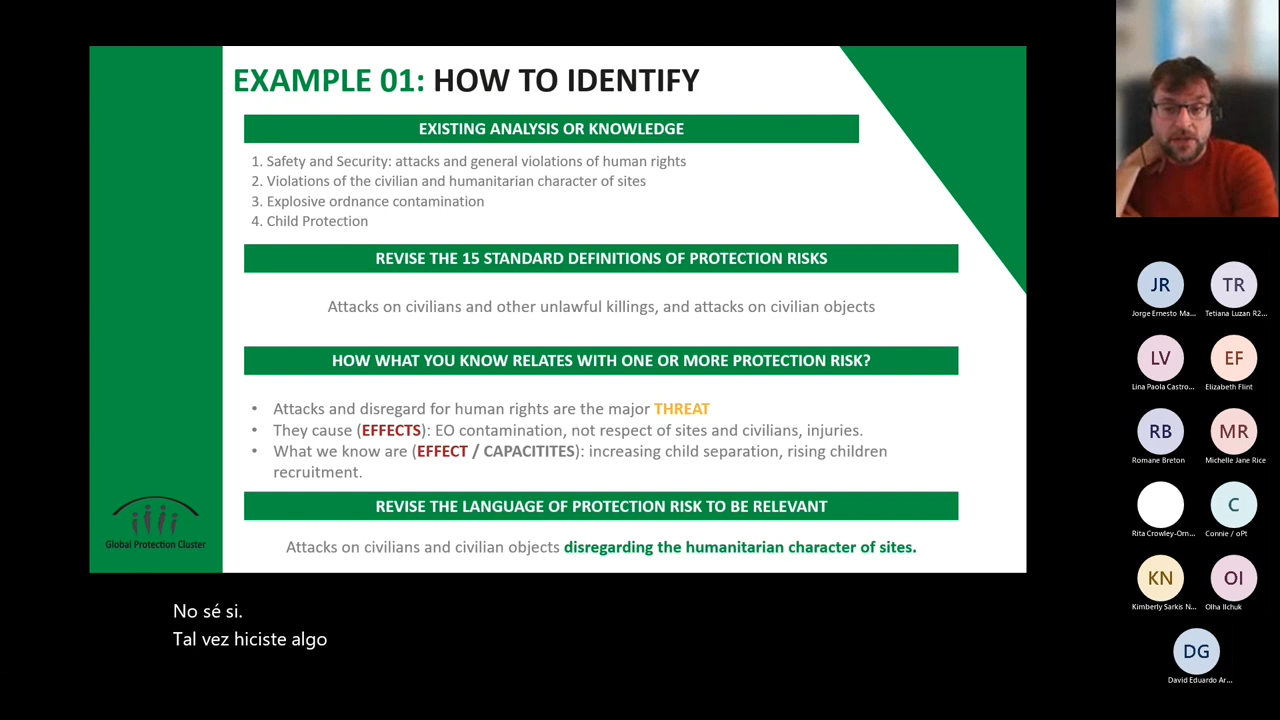 EXAMPLE 01: HOW TO IDENTIFY
EXISTING ANALYSIS OR KNOWLEDGE
1. Safety and Security: attacks and general violations of human rights
2. Violations of the civilian and humanitarian character of sites
3. Explosive ordnance contamination
4. Child Protection
REVISE THE 15 STANDARD DEFINITIONS OF PROTECTION RISKS
Attacks on civilians and other unlawful killings, and attacks on civilian objects
HOW WHAT YOU KNOW RELATES WITH ONE OR MORE PROTECTION RISK?
• Attacks and disregard for human rights are the major THREAT
• They cause (EFFECTS): EO contamination, not respect of sites and civilians, injuries.
• What we know are (EFFECT / CAPACITITES): increasing child separation, rising children
recruitment.
REVISE THE LANGUAGE OF PROTECTION RISK TO BE RELEVANT
Attacks on civilians and civilian objects disregarding the humanitarian character of sites.
Global Protection Cluster
No sé si.
Tal vez hiciste algo
JR TR
Jorge Ernesto Ma... Tetiana Luzan R2...
LV EF
Lina Paola Castro... Elizabeth Flint
RB MR
Romane Breton Michelle Jane Rice
C
Rita Crowley-Orn... Connie / oPt
KN OI
Kimberly Sarkis N... Olha Ilchuk
DG
David Eduardo Ar...